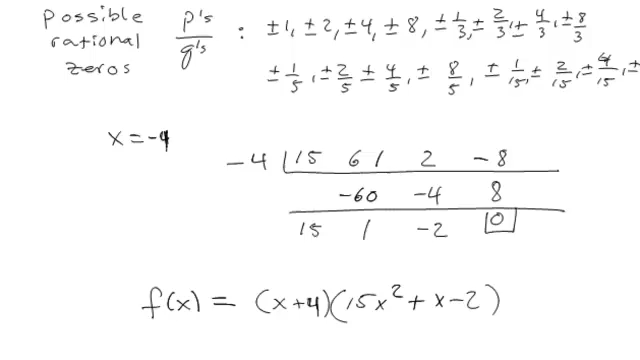 Possible rational zeros p's/q's : ±1, ±2, ±4, ±8, ±1/3, ±2/3, ±4/3, ±8/3
±1/5, ±2/5 ±4/5, ±8/5, ±1/15, ±2/15, ±4/15, ±
x = -4
-4 | 15 61 2 -8
-60 -4 8
15 1 -2 0
f(x) = (x+4)(15x² + x - 2)